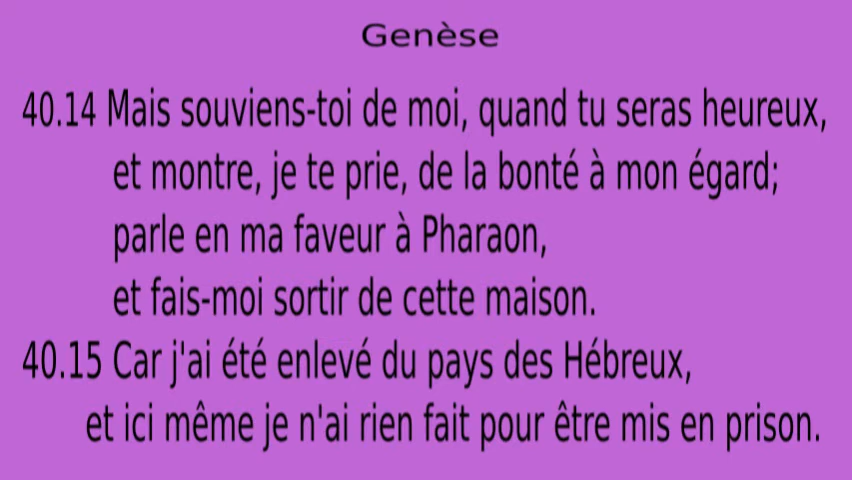 Genèse
40.14 Mais souviens-toi de moi, quand tu seras heureux,
et montre, je te prie, de la bonté à mon égard;
parle en ma faveur à Pharaon,
et fais-moi sortir de cette maison.
40.15 Car j'ai été enlevé du pays des Hébreux,
et ici même je n'ai rien fait pour être mis en prison.